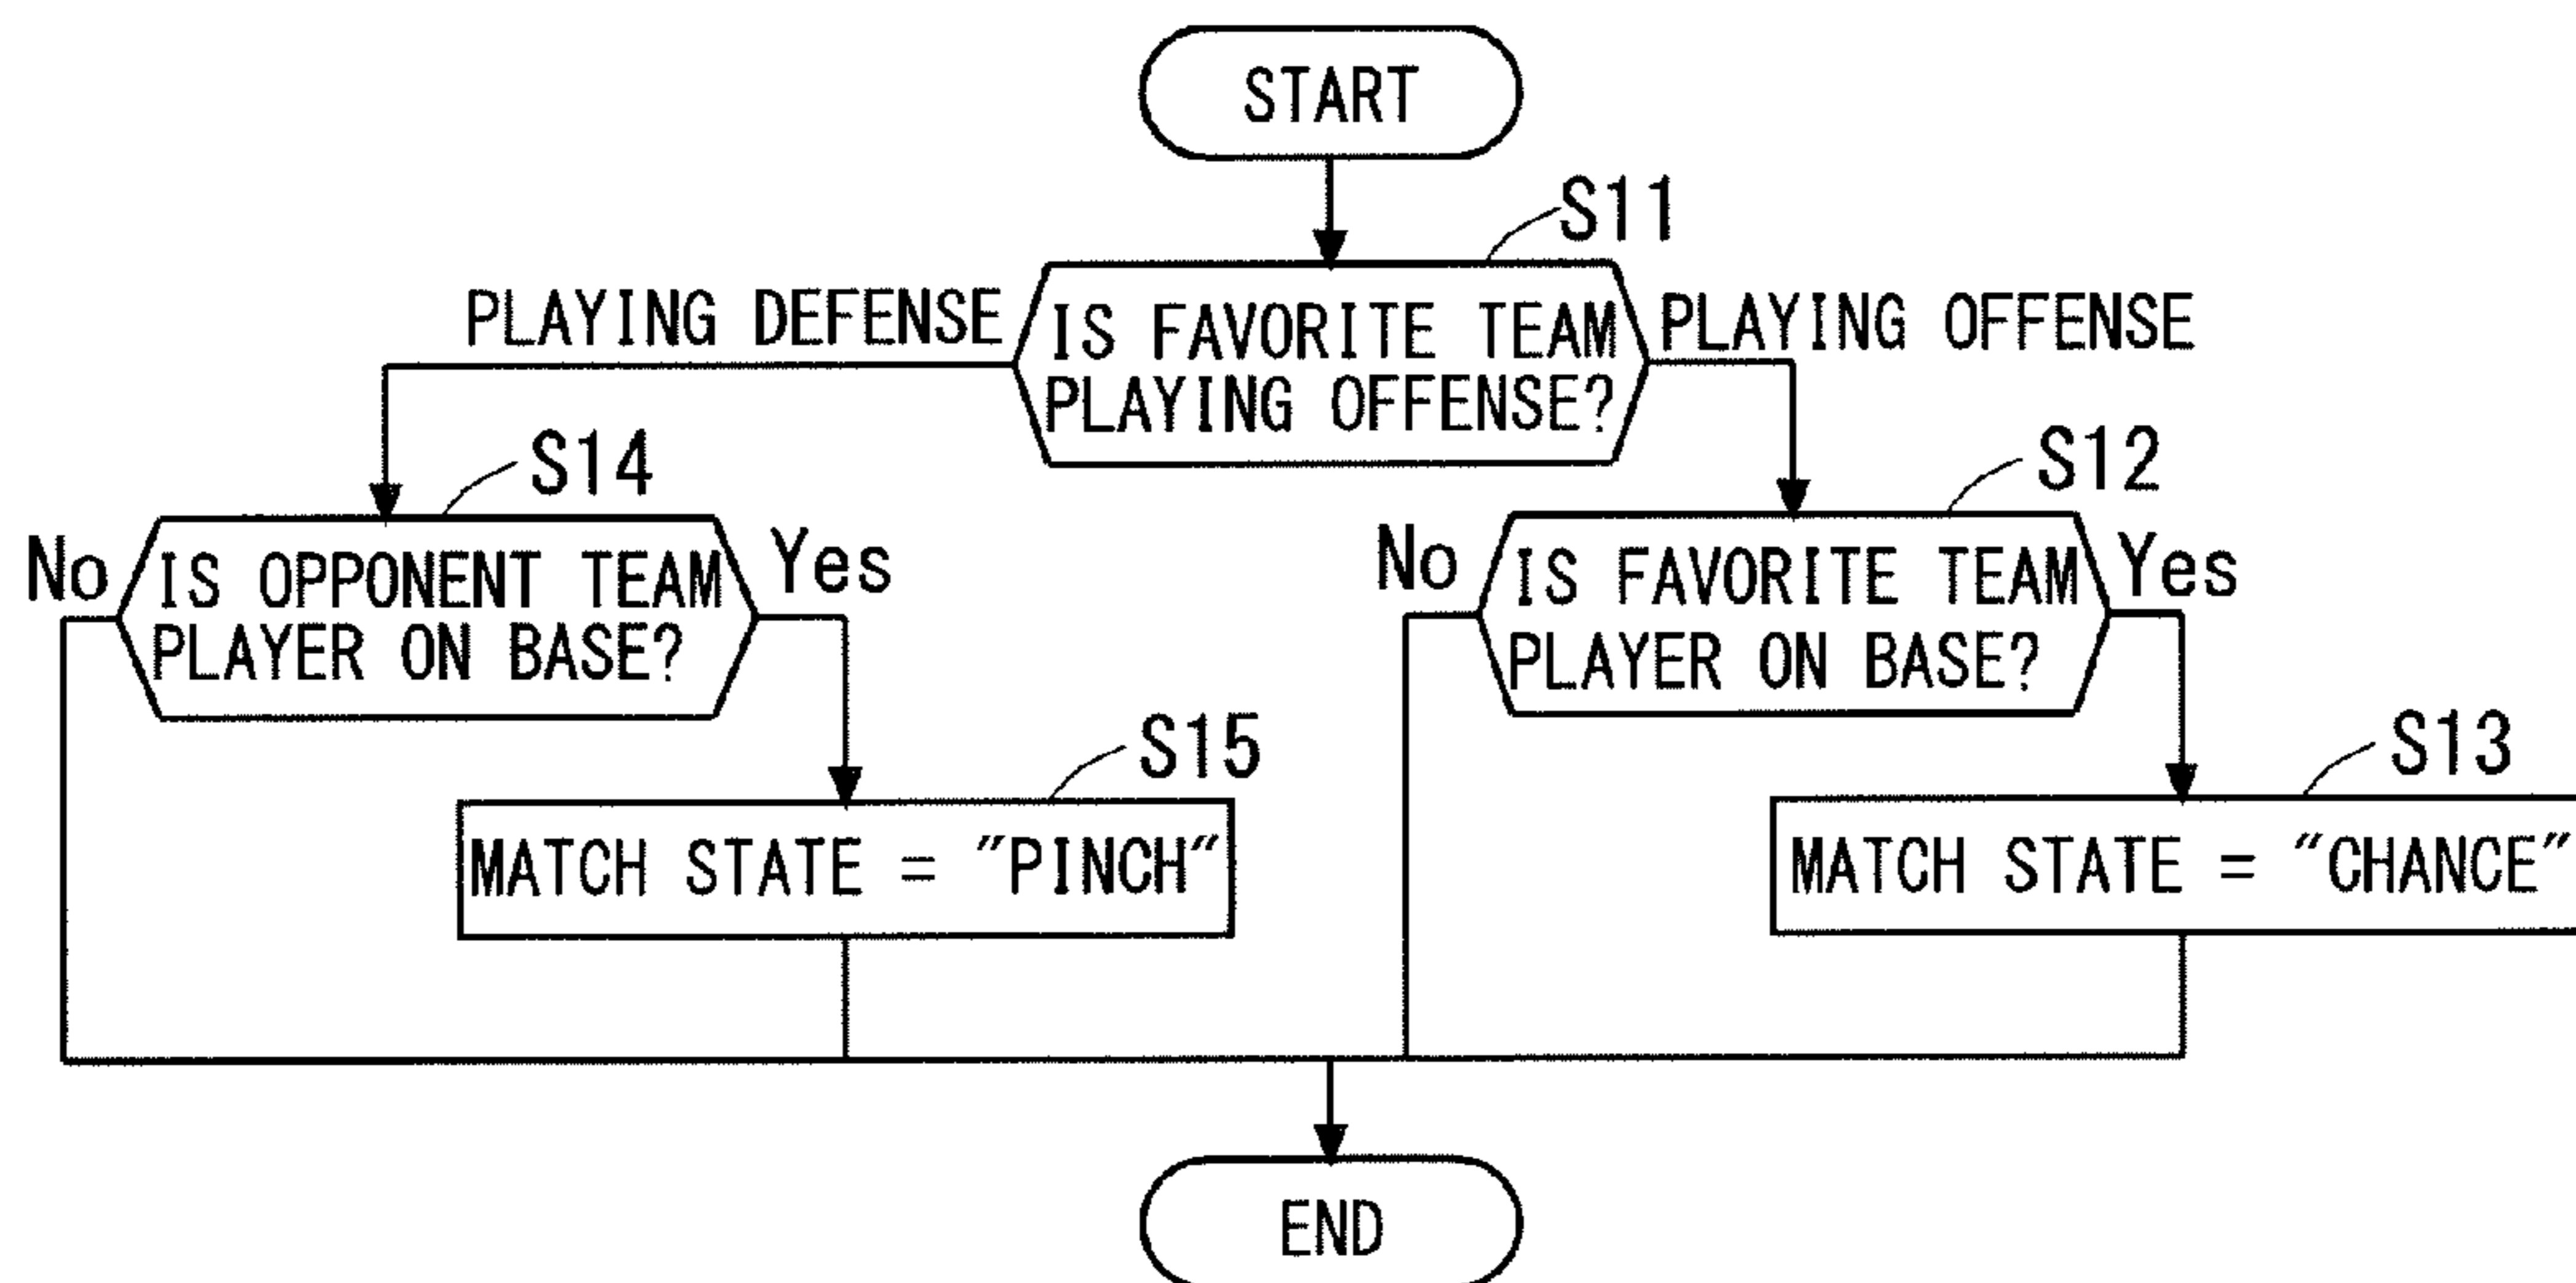 START
S11
PLAYING DEFENSE
IS FAVORITE TEAM
PLAYING OFFENSE?
PLAYING OFFENSE
S14
S12
No
IS OPPONENT TEAM
PLAYER ON BASE?
Yes
No
IS FAVORITE TEAM
PLAYER ON BASE?
Yes
S15
S13
MATCH STATE = "PINCH"
MATCH STATE = "CHANCE"
END